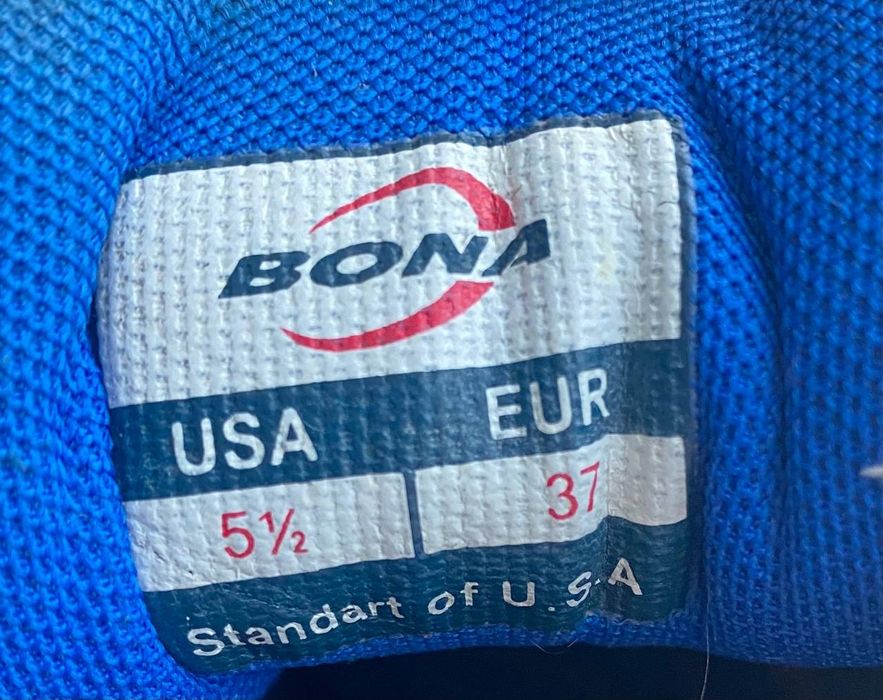 BONA
USA EUR
5½ 37
Standart of U.S.A